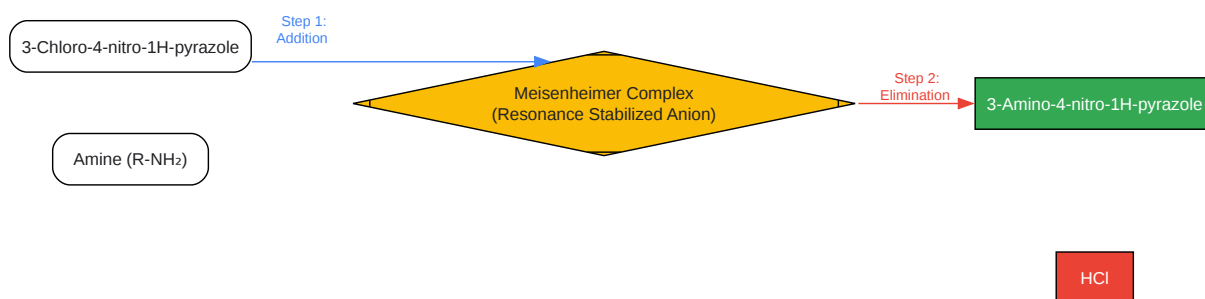 Step 1:
Addition
3-Chloro-4-nitro-1H-pyrazole
Meisenheimer Complex
(Resonance Stabilized Anion)
Step 2:
Elimination
3-Amino-4-nitro-1H-pyrazole
Amine (R-NH₂)
HCl